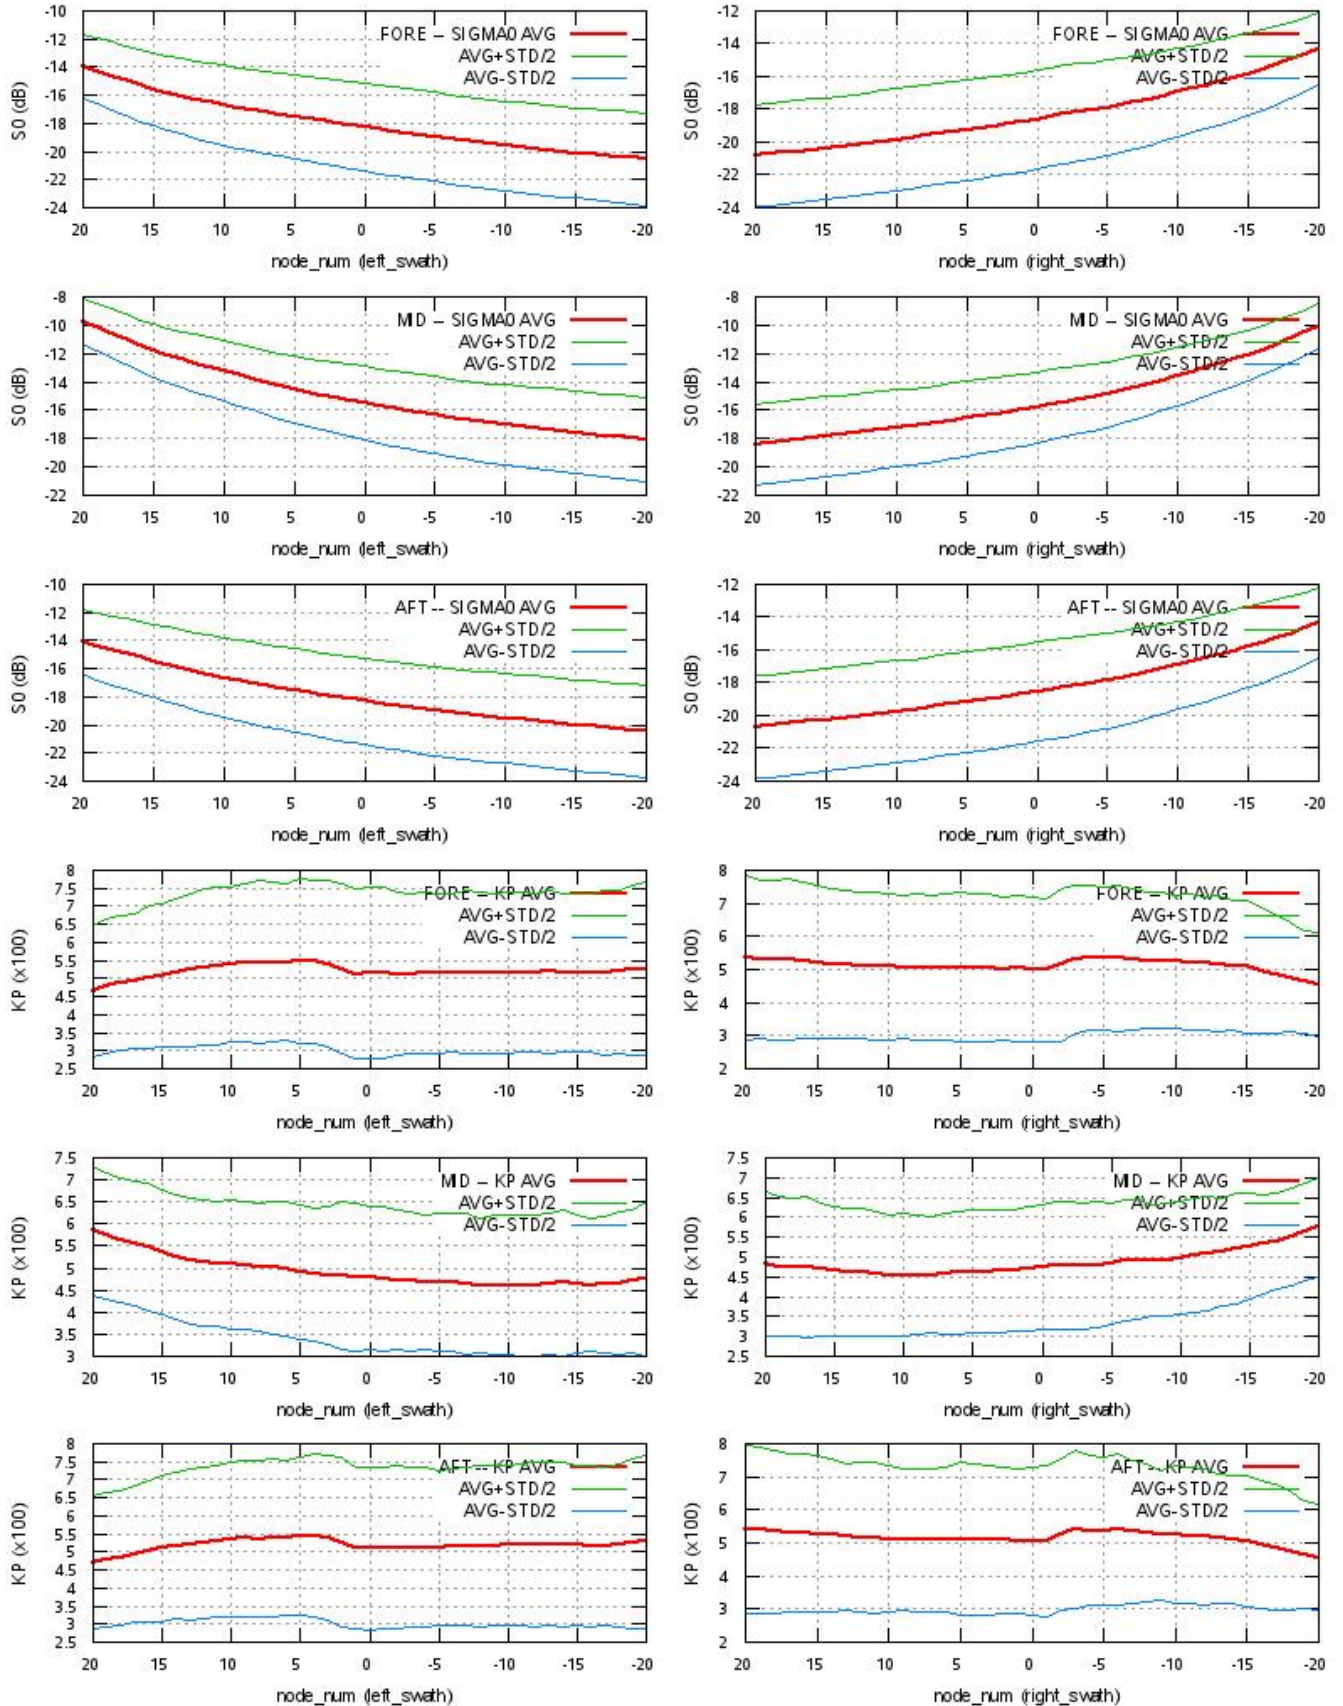 -10
-12
-14
-16
-18
-20
-22
-24
S0 (dB)
FORE -- SIGMA0 AVG
AVG+STD/2
AVG-STD/2
20 15 10 5 0 -5 -10 -15 -20
node_num (left_swath)
-12
-14
-16
-18
-20
-22
-24
S0 (dB)
FORE -- SIGMA0 AVG
AVG+STD/2
AVG-STD/2
20 15 10 5 0 -5 -10 -15 -20
node_num (right_swath)
-8
-10
-12
-14
-16
-18
-20
-22
S0 (dB)
MID -- SIGMA0 AVG
AVG+STD/2
AVG-STD/2
20 15 10 5 0 -5 -10 -15 -20
node_num (left_swath)
-8
-10
-12
-14
-16
-18
-20
-22
S0 (dB)
MID -- SIGMA0 AVG
AVG+STD/2
AVG-STD/2
20 15 10 5 0 -5 -10 -15 -20
node_num (right_swath)
-10
-12
-14
-16
-18
-20
-22
-24
S0 (dB)
AFT -- SIGMA0 AVG
AVG+STD/2
AVG-STD/2
20 15 10 5 0 -5 -10 -15 -20
node_num (left_swath)
-12
-14
-16
-18
-20
-22
-24
S0 (dB)
AFT -- SIGMA0 AVG
AVG+STD/2
AVG-STD/2
20 15 10 5 0 -5 -10 -15 -20
node_num (right_swath)
8
7.5
7
6.5
6
5.5
5
4.5
4
3.5
3
2.5
KP (x100)
FORE -- KP AVG
AVG+STD/2
AVG-STD/2
20 15 10 5 0 -5 -10 -15 -20
node_num (left_swath)
8
7
6
5
4
3
2
KP (x100)
FORE -- KP AVG
AVG+STD/2
AVG-STD/2
20 15 10 5 0 -5 -10 -15 -20
node_num (right_swath)
7.5
7
6.5
6
5.5
5
4.5
4
3.5
3
KP (x100)
MID -- KP AVG
AVG+STD/2
AVG-STD/2
20 15 10 5 0 -5 -10 -15 -20
node_num (left_swath)
7.5
7
6.5
6
5.5
5
4.5
4
3.5
3
2.5
KP (x100)
MID -- KP AVG
AVG+STD/2
AVG-STD/2
20 15 10 5 0 -5 -10 -15 -20
node_num (right_swath)
8
7.5
7
6.5
6
5.5
5
4.5
4
3.5
3
2.5
KP (x100)
AFT -- KP AVG
AVG+STD/2
AVG-STD/2
20 15 10 5 0 -5 -10 -15 -20
node_num (left_swath)
8
7
6
5
4
3
2
KP (x100)
AFT -- KP AVG
AVG+STD/2
AVG-STD/2
20 15 10 5 0 -5 -10 -15 -20
node_num (right_swath)